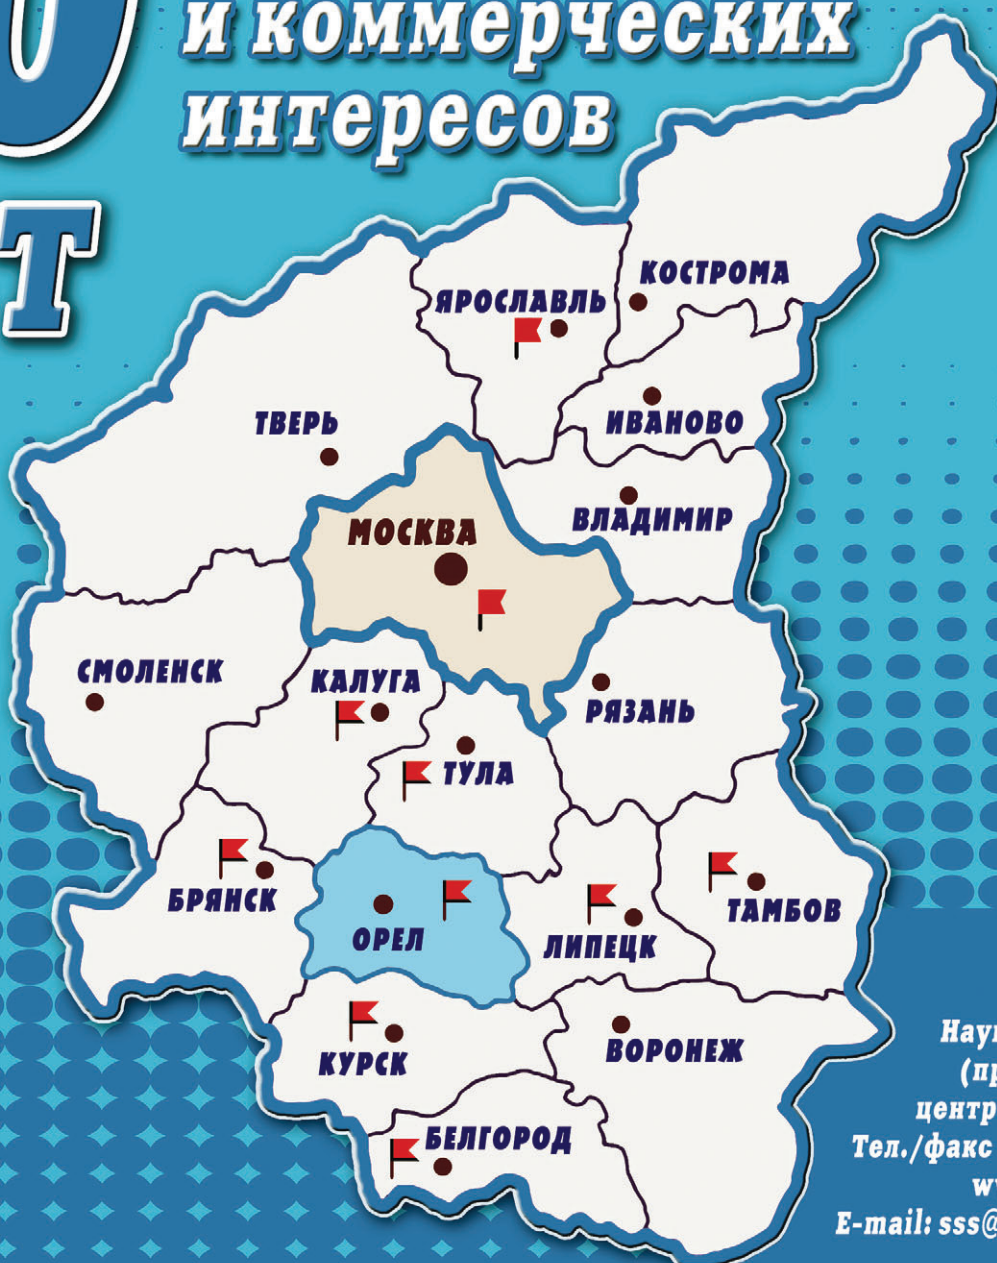 и коммерческих
интересов
Т
КОСТРОМА
ЯРОСЛАВЛЬ
ИВАНОВО
ТВЕРЬ
ВЛАДИМИР
МОСКВА
СМОЛЕНСК
КАЛУГА
РЯЗАНЬ
ТУЛА
БРЯНСК
ТАМБОВ
ОРЕЛ
ЛИПЕЦК
КУРСК
ВОРОНЕЖ
БЕЛГОРОД
Тел./факс
E-mail: sss@